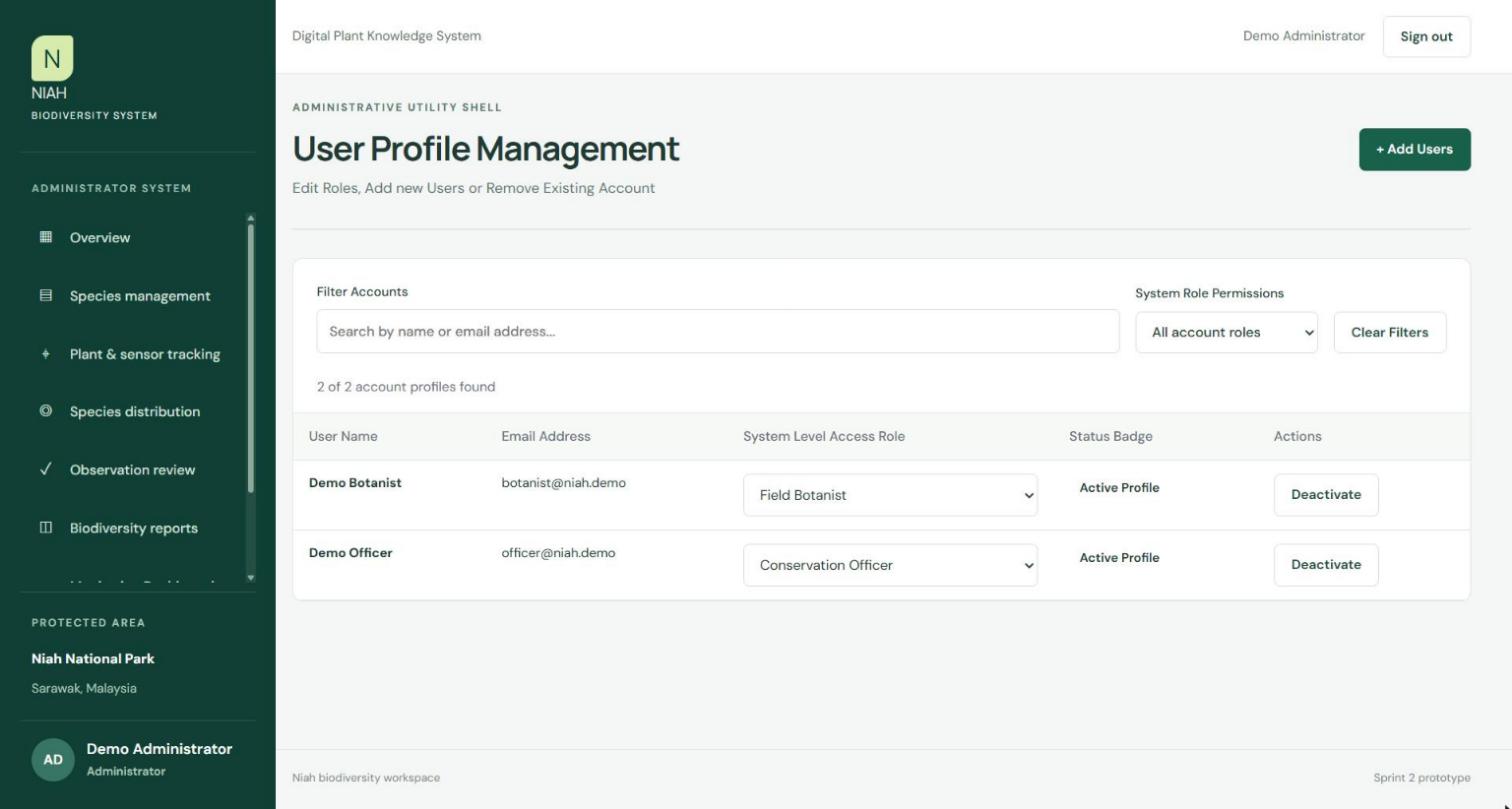 N
NIAH
BIODIVERSITY SYSTEM
ADMINISTRATOR SYSTEM
Overview
Species management
Plant & sensor tracking
Species distribution
Observation review
Biodiversity reports
PROTECTED AREA
Niah National Park
Sarawak, Malaysia
AD
Demo Administrator
Administrator
Digital Plant Knowledge System
Demo Administrator
Sign out
ADMINISTRATIVE UTILITY SHELL
User Profile Management
+ Add Users
Edit Roles, Add new Users or Remove Existing Account
Filter Accounts
System Role Permissions
Search by name or email address...
All account roles
Clear Filters
2 of 2 account profiles found
User Name Email Address System Level Access Role Status Badge Actions
Demo Botanist botanist@niah.demo Field Botanist Active Profile Deactivate
Demo Officer officer@niah.demo Conservation Officer Active Profile Deactivate
Niah biodiversity workspace
Sprint 2 prototype